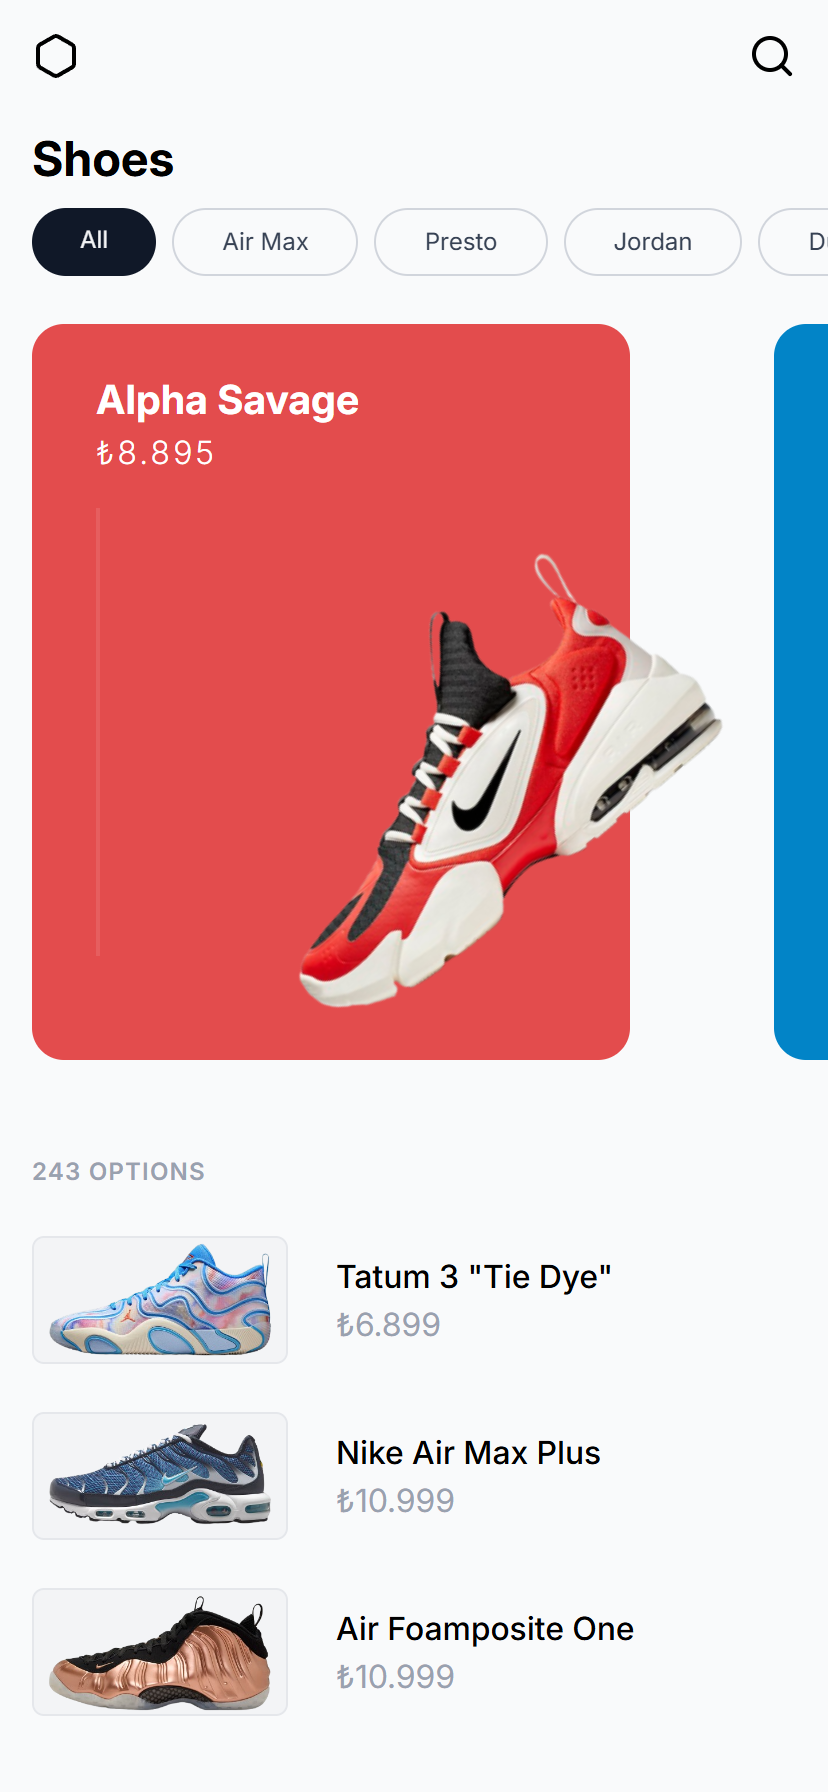 Shoes
All
Air Max
Presto
Jordan
Alpha Savage
₺8.895
243 OPTIONS
Tatum 3 "Tie Dye"
₺6.899
Nike Air Max Plus
₺10.999
Air Foamposite One
₺10.999